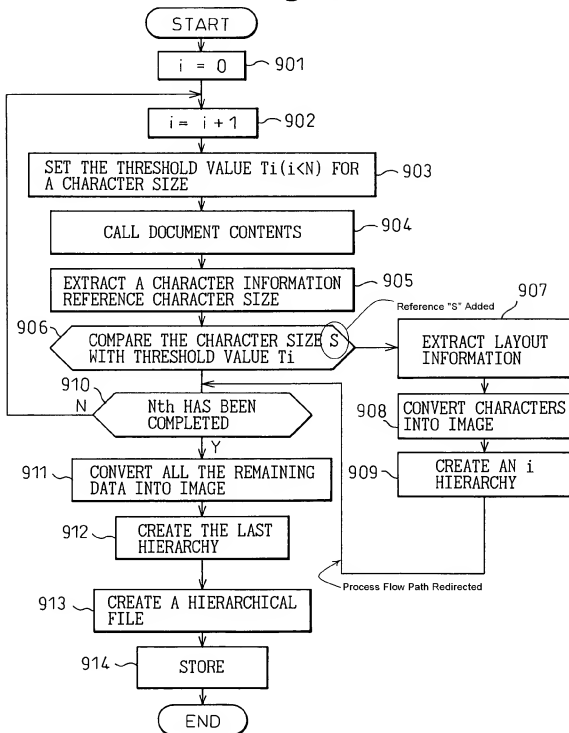 START
i = 0
901
i = i + 1
902
SET THE THRESHOLD VALUE Ti(i<N) FOR
A CHARACTER SIZE
903
CALL DOCUMENT CONTENTS
904
EXTRACT A CHARACTER INFORMATION
REFERENCE CHARACTER SIZE
905
Reference "S" Added
906
COMPARE THE CHARACTER SIZE S
WITH THRESHOLD VALUE Ti
907
EXTRACT LAYOUT
INFORMATION
908
CONVERT CHARACTERS
INTO IMAGE
909
CREATE AN i
HIERARCHY
910
N
Nth HAS BEEN
COMPLETED
Y
911
CONVERT ALL THE REMAINING
DATA INTO IMAGE
912
CREATE THE LAST
HIERARCHY
Process Flow Path Redirected
913
CREATE A HIERARCHICAL
FILE
914
STORE
END